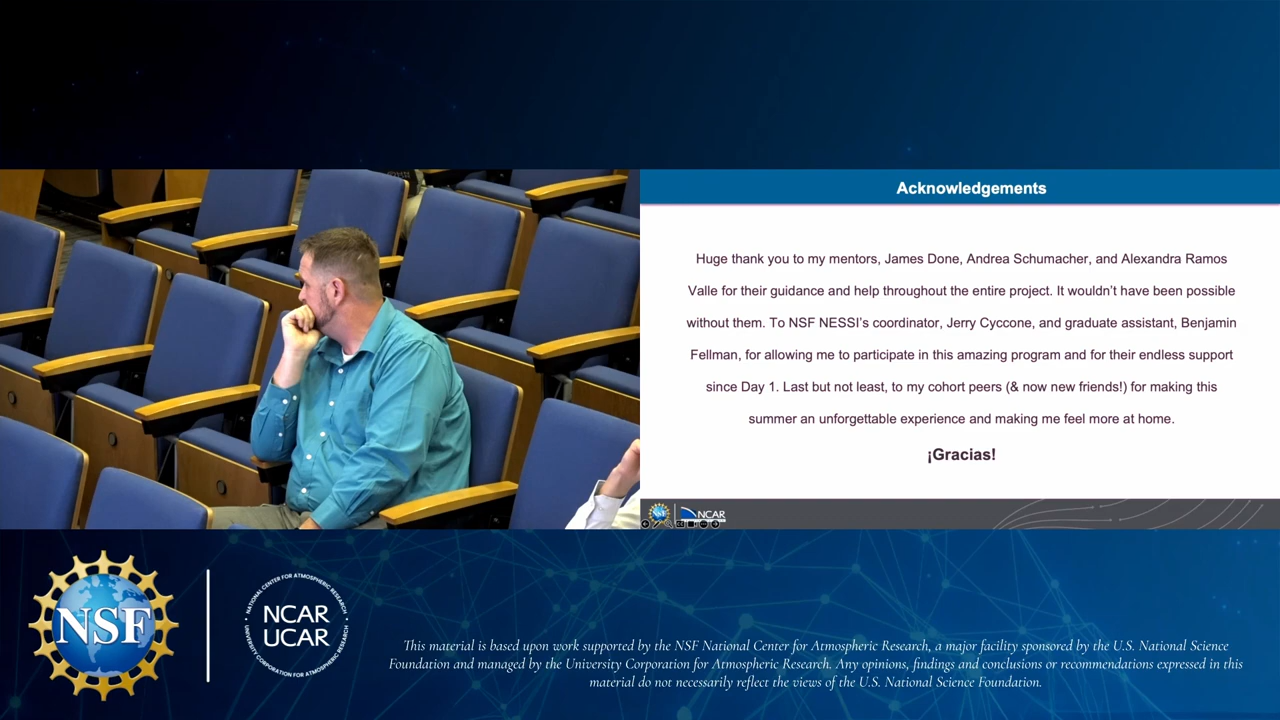 Acknowledgements
Huge thank you to my mentors, James Done, Andrea Schumacher, and Alexandra Ramos
Valle for their guidance and help throughout the entire project. It wouldn't have been possible
without them. To NSF NESSI's coordinator, Jerry Cyccone, and graduate assistant, Benjamin
Fellman, for allowing me to participate in this amazing program and for their endless support
since Day 1. Last but not least, to my cohort peers (& now new friends!) for making this
summer an unforgettable experience and making me feel more at home.
¡Gracias!
NSF
NCAR
NSF
NATIONAL CENTER FOR ATMOSPHERIC RESEARCH
NCAR
UCAR
UNIVERSITY CORPORATION FOR ATMOSPHERIC RESEARCH
This material is based upon work supported by the NSF National Center for Atmospheric Research, a major facility sponsored by the U.S. National Science
Foundation and managed by the University Corporation for Atmospheric Research. Any opinions, findings and conclusions or recommendations expressed in this
material do not necessarily reflect the views of the U.S. National Science Foundation.